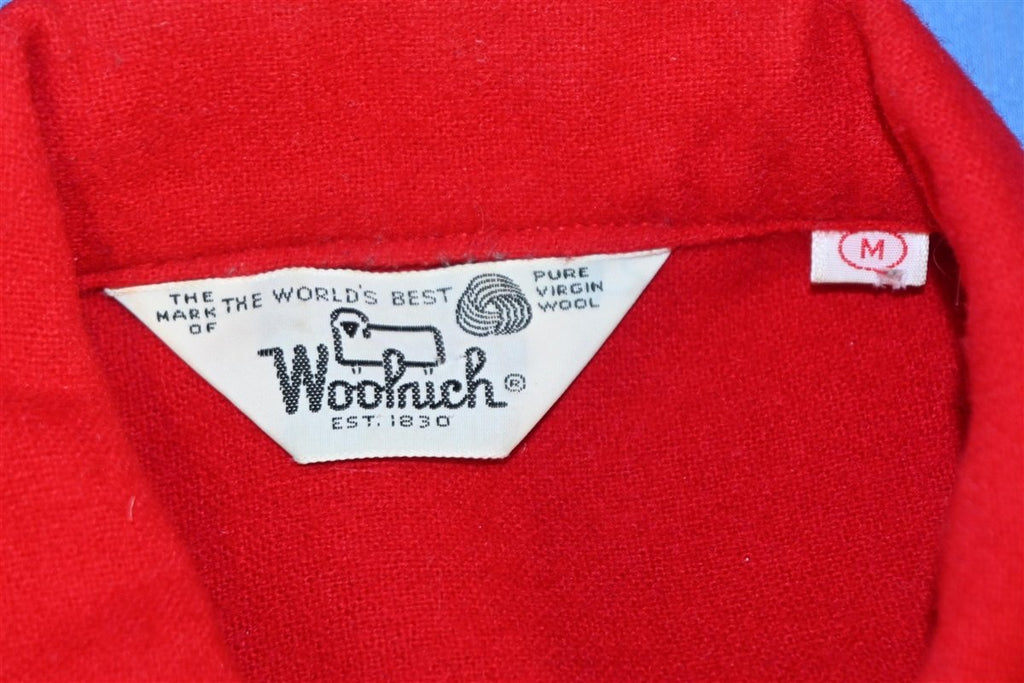 THE MARK OF
THE WORLD'S BEST
PURE VIRGIN WOOL
Woolrich®
EST. 1830
M